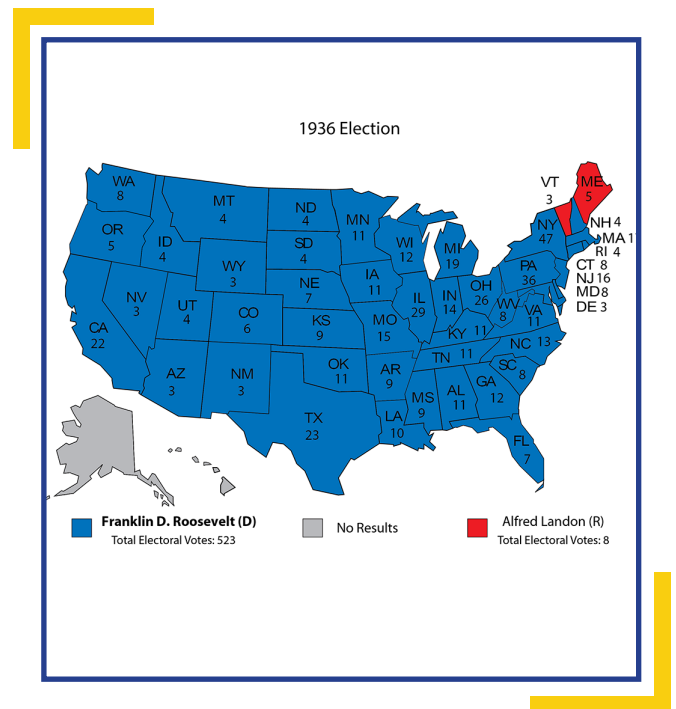 1936 Election
WA
8
OR
5
CA
22
NV
3
ID
4
MT
4
WY
3
UT
4
AZ
3
CO
6
NM
3
ND
4
SD
4
NE
7
KS
9
OK
11
TX
23
MN
11
IA
11
MO
15
AR
9
LA
10
WI
12
IL
29
MI
19
IN
14
OH
26
KY 11
TN 11
MS
9
AL
11
GA
12
FL
7
SC
8
NC 13
VA
11
WV
8
PA
36
NY
47
VT
3
ME
5
NH 4
MA
RI 4
CT 8
NJ 16
MD 8
DE 3
Franklin D. Roosevelt (D)
Total Electoral Votes: 523
No Results
Alfred Landon (R)
Total Electoral Votes: 8